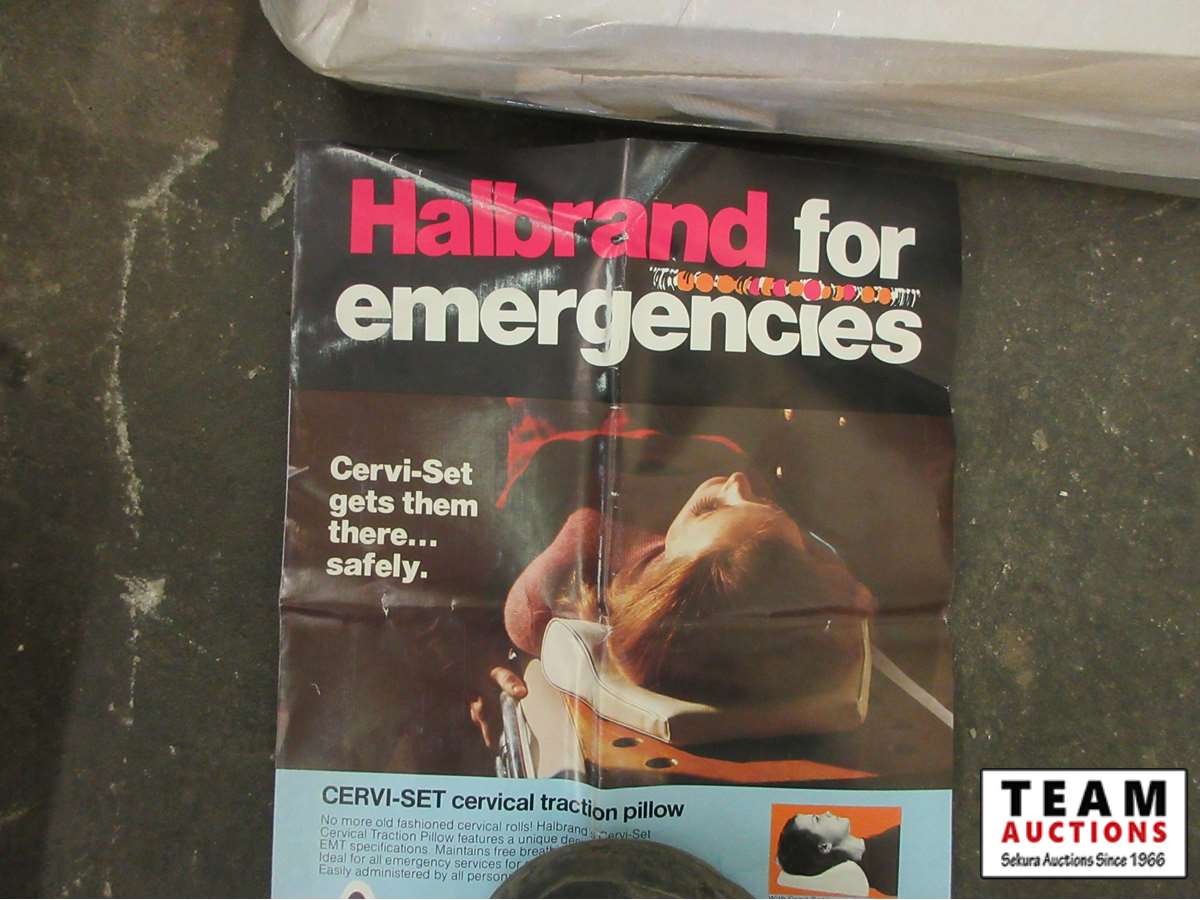 Halbrand for
emergencies
Cervi-Set
gets them
there...
safely.
CERVI-SET cervical traction pillow
No more old fashioned cervical rolls! Halbrand's Cervi-Set
Cervical Traction Pillow features a unique
EMT specifications. Maintains free
Ideal for all emergency services for
Easily administered by all
TEAM
AUCTIONS
Sekura Auctions Since 1966